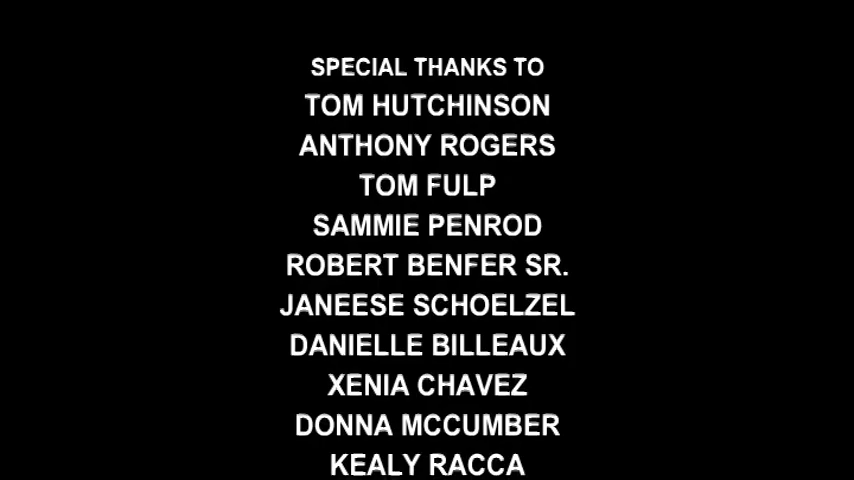 SPECIAL THANKS TO
TOM HUTCHINSON
ANTHONY ROGERS
TOM FULP
SAMMIE PENROD
ROBERT BENFER SR.
JANEESE SCHOELZEL
DANIELLE BILLEAUX
XENIA CHAVEZ
DONNA MCCUMBER
KEALY RACCA